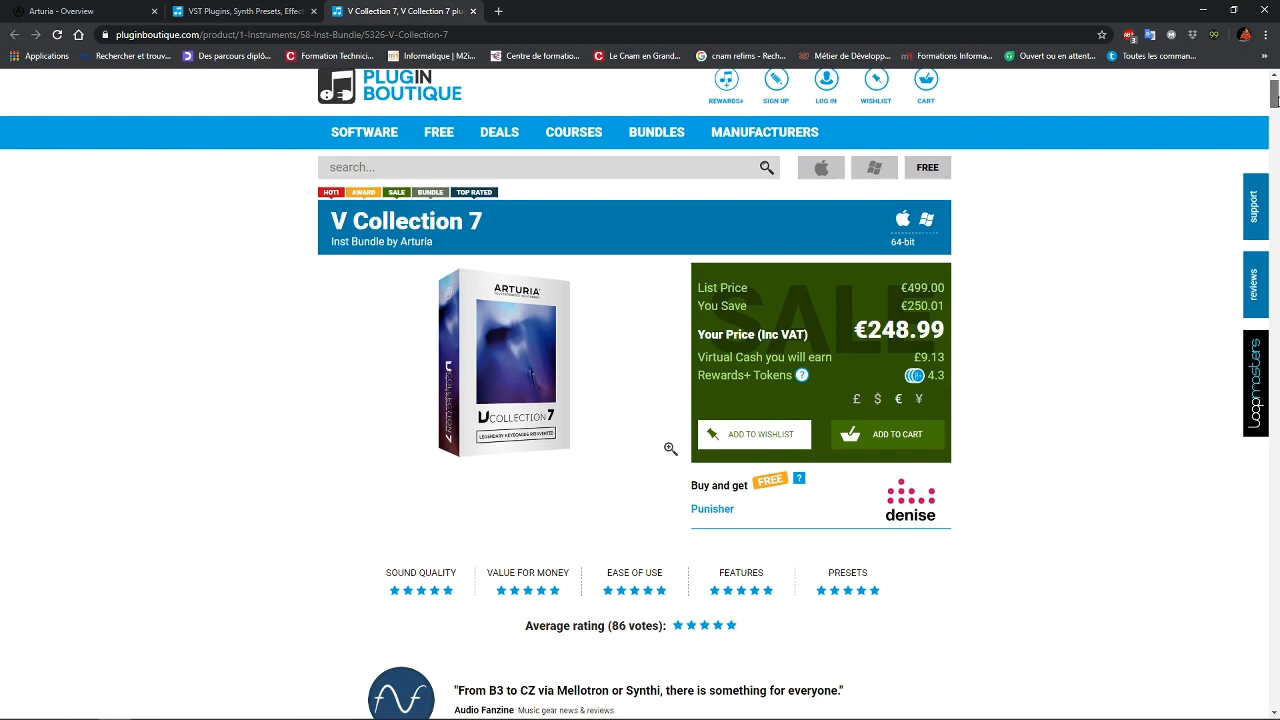 Arturia - Overview
VST Plugins, Synth Presets, Effect
V Collection 7, V Collection 7 plu
pluginboutique.com/product/1-Instruments/58-Inst-Bundle/5326-V-Collection-7
Applications
Rechercher et trouv...
Des parcours diplô...
Formation Technic...
Informatique | M2i...
Centre de formatio...
Le Cnam en Grand...
cnam refims - Rech...
Métier de Développ...
Formations Informa...
Ouvert ou en attent...
Toutes les comman...
PLUGIN
BOUTIQUE
REWARDS+
SIGN UP
LOG IN
WISHLIST
CART
SOFTWARE
FREE
DEALS
COURSES
BUNDLES
MANUFACTURERS
search...
FREE
HOT!
AWARD
SALE
BUNDLE
TOP RATED
V Collection 7
Inst Bundle by Arturia
64-bit
ARTURIA
V COLLECTION 7
LEGENDARY KEYBOARDS REINVENTED
V COLLECTION 7
SALE
List Price €499.00
You Save €250.01
Your Price (Inc VAT) €248.99
Virtual Cash you will earn £9.13
Rewards+ Tokens ? 4.3
£ $ € ¥
ADD TO WISHLIST
ADD TO CART
Buy and get FREE ?
Punisher
denise
support
reviews
Loopmasters
SOUND QUALITY
VALUE FOR MONEY
EASE OF USE
FEATURES
PRESETS
Average rating (86 votes):
"From B3 to CZ via Mellotron or Synthi, there is something for everyone."
Audio Fanzine. Music gear news & reviews.